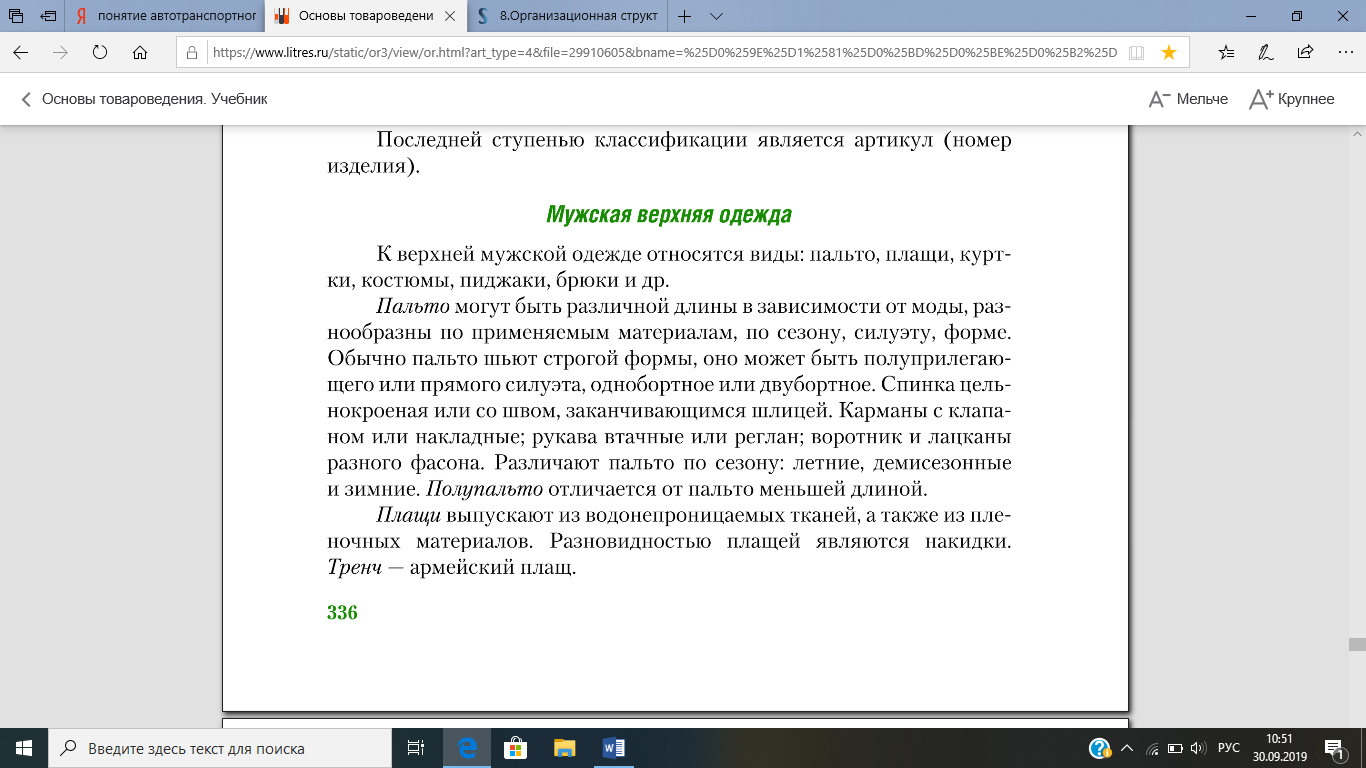 понятие автотранспортног
Основы товароведени
8.Организационная структ
https://www.litres.ru/static/or3/view/or.html?art_type=4&file=29910605&bname=%25D0%259E%25D1%2581%25D0%25BD%25D0%25BE%25D0%25B2%25D
Основы товароведения. Учебник
А− Мельче
А+ Крупнее
Последней ступенью классификации является артикул (номер
изделия).
Мужская верхняя одежда
К верхней мужской одежде относятся виды: пальто, плащи, курт-
ки, костюмы, пиджаки, брюки и др.
Пальто могут быть различной длины в зависимости от моды, раз-
нообразны по применяемым материалам, по сезону, силуэту, форме.
Обычно пальто шьют строгой формы, оно может быть полуприлегаю-
щего или прямого силуэта, однобортное или двубортное. Спинка цель-
нокроеная или со швом, заканчивающимся шлицей. Карманы с клапа-
ном или накладные; рукава втачные или реглан; воротник и лацканы
разного фасона. Различают пальто по сезону: летние, демисезонные
и зимние. Полупальто отличается от пальто меньшей длиной.
Плащи выпускают из водонепроницаемых тканей, а также из пле-
ночных материалов. Разновидностью плащей являются накидки.
Тренч — армейский плащ.
336
Введите здесь текст для поиска
РУС
10:51
30.09.2019
1